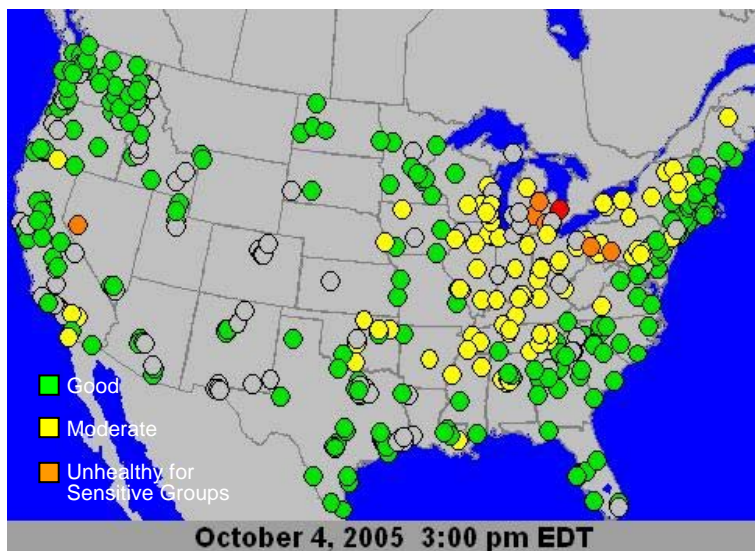 Good
Moderate
Unhealthy for
Sensitive Groups
October 4, 2005 3:00 pm EDT